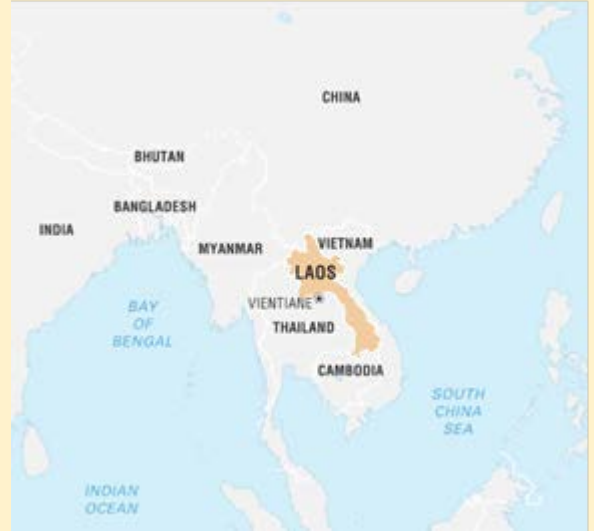 CHINA
BHUTAN
BANGLADESH
INDIA
MYANMAR
VIETNAM
LAOS
VIENTIANE
BAY
OF
BENGAL
THAILAND
CAMBODIA
SOUTH
CHINA
SEA
INDIAN
OCEAN